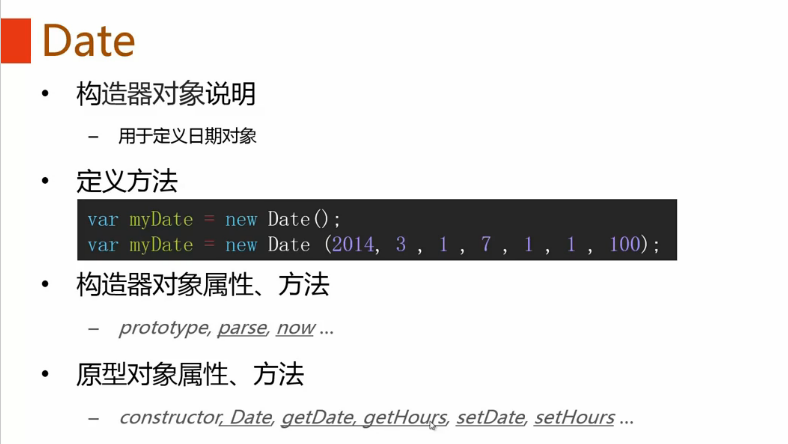 Date
• 构造器对象说明
– 用于定义日期对象
• 定义方法
var myDate = new Date();
var myDate = new Date (2014, 3 , 1 , 7 , 1 , 1 , 100);
• 构造器对象属性、方法
– prototype, parse, now ...
• 原型对象属性、方法
– constructor, Date, getDate, getHours, setDate, setHours ...